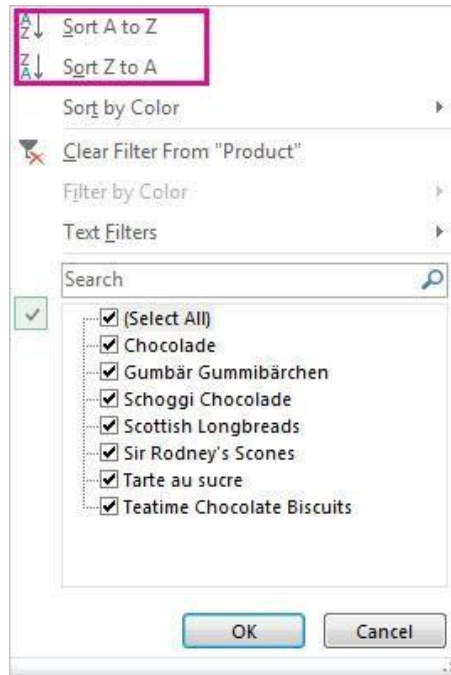 Sort A to Z
Sort Z to A
Sort by Color
Clear Filter From "Product"
Filter by Color
Text Filters
Search
(Select All)
Chocolade
Gumbär Gummibärchen
Schoggi Chocolade
Scottish Longbreads
Sir Rodney's Scones
Tarte au sucre
Teatime Chocolate Biscuits
OK
Cancel